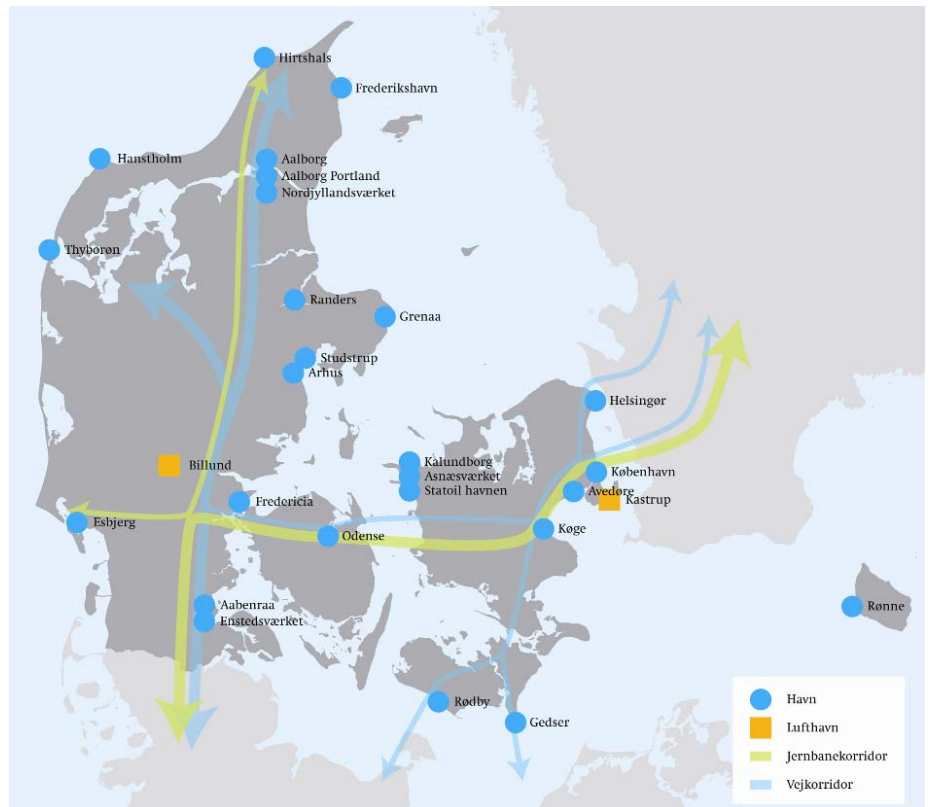 Hirtshals
Frederikshavn
Hanstholm
Aalborg
Aalborg Portland
Nordjyllandsværket
Thyborøn
Randers
Grenaa
Studstrup
Arhus
Helsingør
Billund
Kalundborg
Asnæsværket
Statoil havnen
København
Avedøre
Kastrup
Fredericia
Esbjerg
Odense
Køge
Aabenraa
Enstedsværket
Rønne
Rødby
Gedser
Havn
Lufthavn
Jernbanekorridor
Vejkorridor